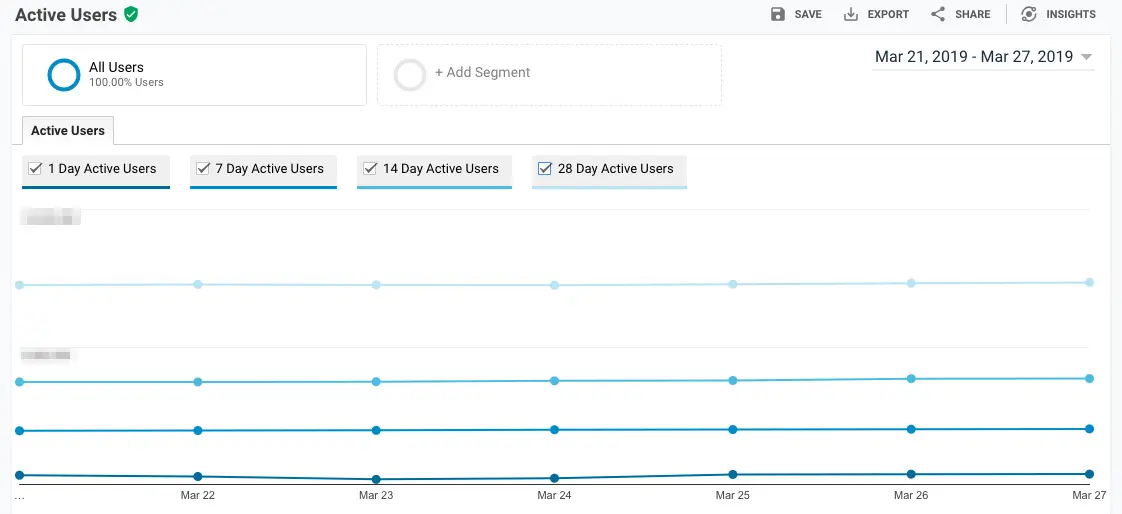 Active Users
SAVE
EXPORT
SHARE
INSIGHTS
All Users
100.00% Users
+ Add Segment
Mar 21, 2019 - Mar 27, 2019
Active Users
1 Day Active Users
7 Day Active Users
14 Day Active Users
28 Day Active Users
...
Mar 22
Mar 23
Mar 24
Mar 25
Mar 26
Mar 27